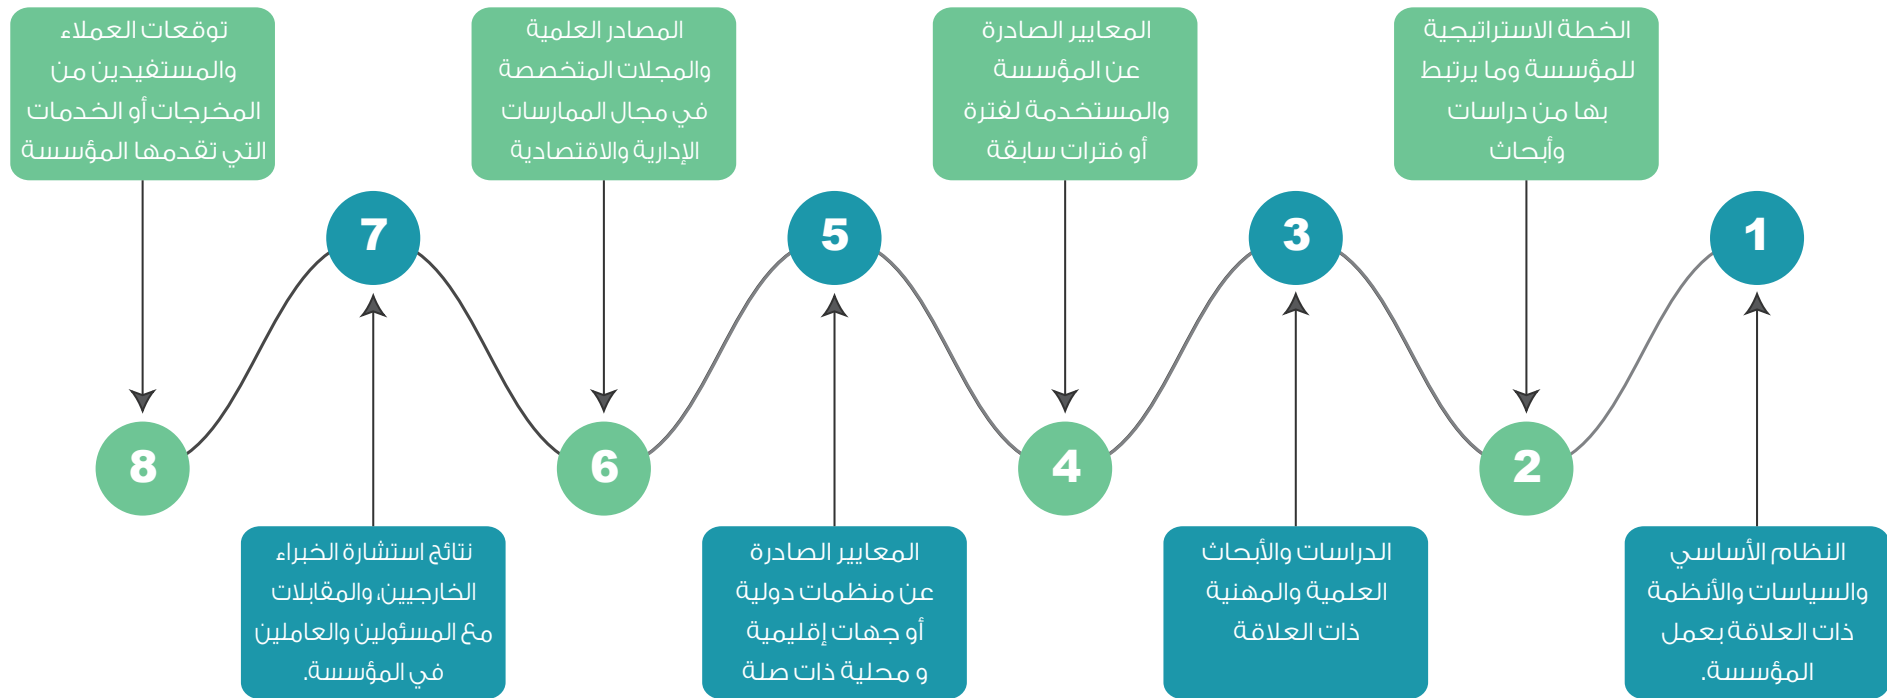 1
النظام الأساسي
والسياسات والأنظمة
ذات العلاقة بعمل
المؤسسة.
الخطة الاستراتيجية
للمؤسسة وما يرتبط
بها من دراسات
وأبحاث
2
3
الدراسات والأبحاث
العلمية والمهنية
ذات العلاقة
المعايير الصادرة
عن المؤسسة
والمستخدمة لفترة
أو فترات سابقة
4
5
المعايير الصادرة
عن منظمات دولية
أو جهات إقليمية
و محلية ذات صلة
المصادر العلمية
والمجلات المتخصصة
في مجال الممارسات
الإدارية والاقتصادية
6
7
نتائج استشارة الخبراء
الخارجيين، والمقابلات
مع المسئولين والعاملين
في المؤسسة.
توقعات العملاء
والمستفيدين من
المخرجات أو الخدمات
التي تقدمها المؤسسة
8